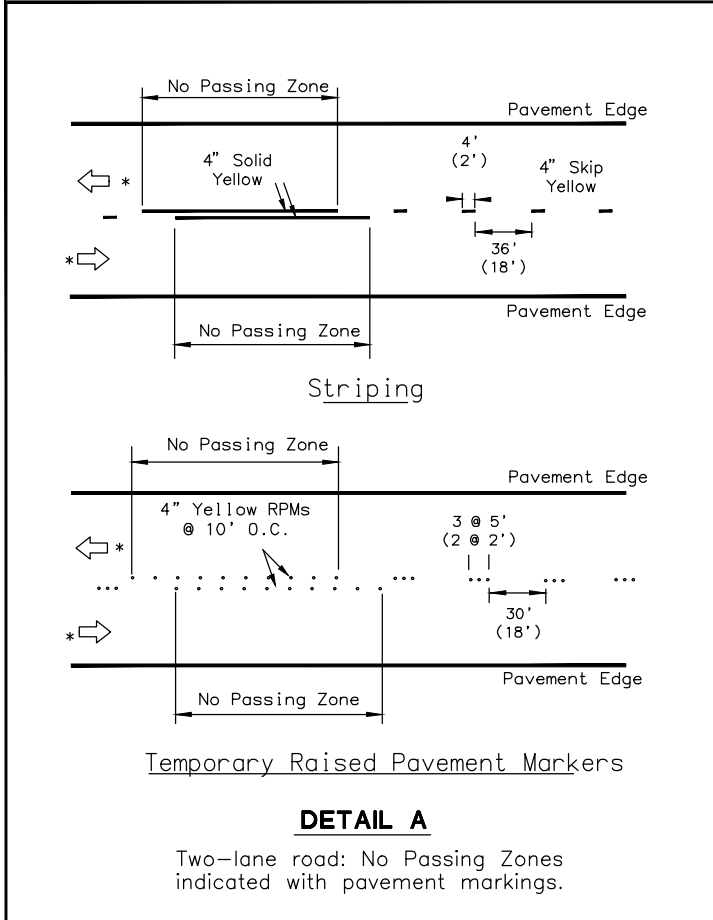 No Passing Zone
Pavement Edge
4'
(2')
4" Solid
Yellow
4" Skip
Yellow
*
*
36'
(18')
Pavement Edge
No Passing Zone
Striping
No Passing Zone
Pavement Edge
4" Yellow RPMs
@ 10' O.C.
3 @ 5'
(2 @ 2')
*
30'
(18')
*
Pavement Edge
No Passing Zone
Temporary Raised Pavement Markers
DETAIL A
Two-lane road: No Passing Zones
indicated with pavement markings.